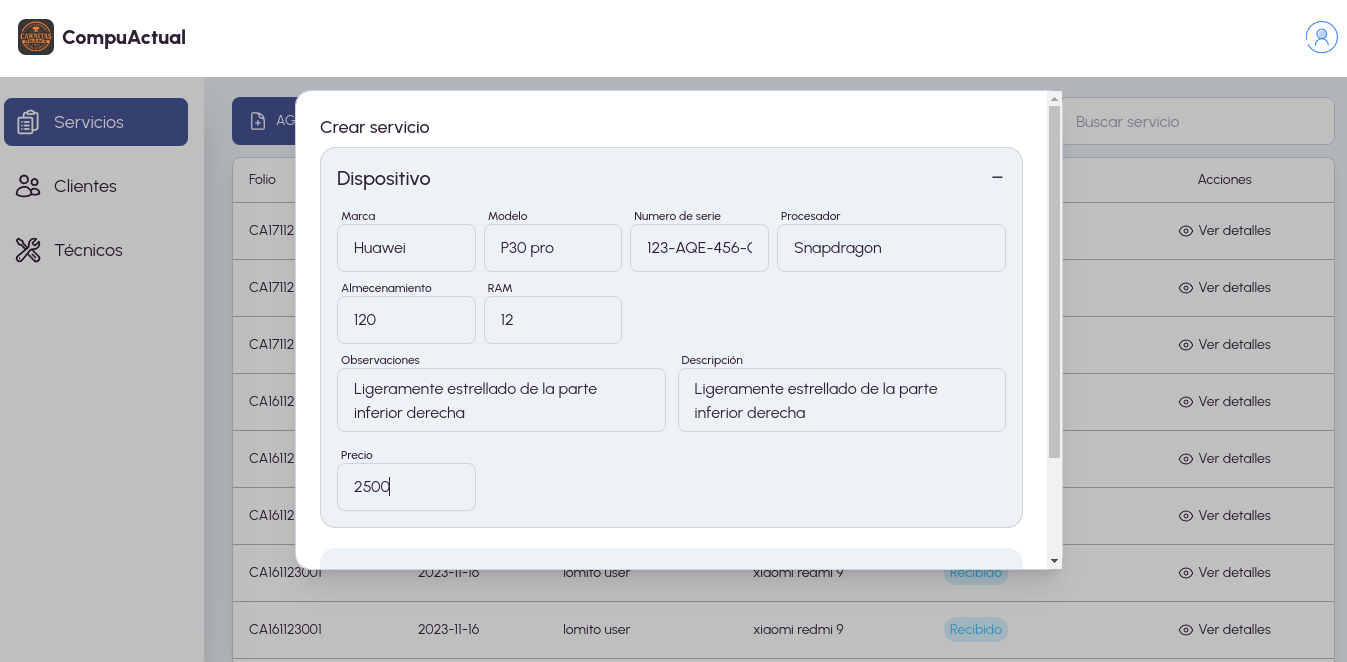 CARNITAS
CompuActual
Servicios
Clientes
Técnicos
AG
Buscar servicio
Crear servicio
Dispositivo
Marca Modelo Numero de serie Procesador
Huawei P30 pro 123-AQE-456- Snapdragon
Almecenamiento RAM
120 12
Observaciones Descripción
Ligeramente estrellado de la parte inferior derecha
Ligeramente estrellado de la parte inferior derecha
Precio
2500
Folio Acciones
CA17112 Ver detalles
CA17112 Ver detalles
CA17112 Ver detalles
CA16112 Ver detalles
CA16112 Ver detalles
CA16112 Ver detalles
CA161123001 2023-11-16 lomito user xiaomi redmi 9 Recibido Ver detalles
CA161123001 2023-11-16 lomito user xiaomi redmi 9 Recibido Ver detalles